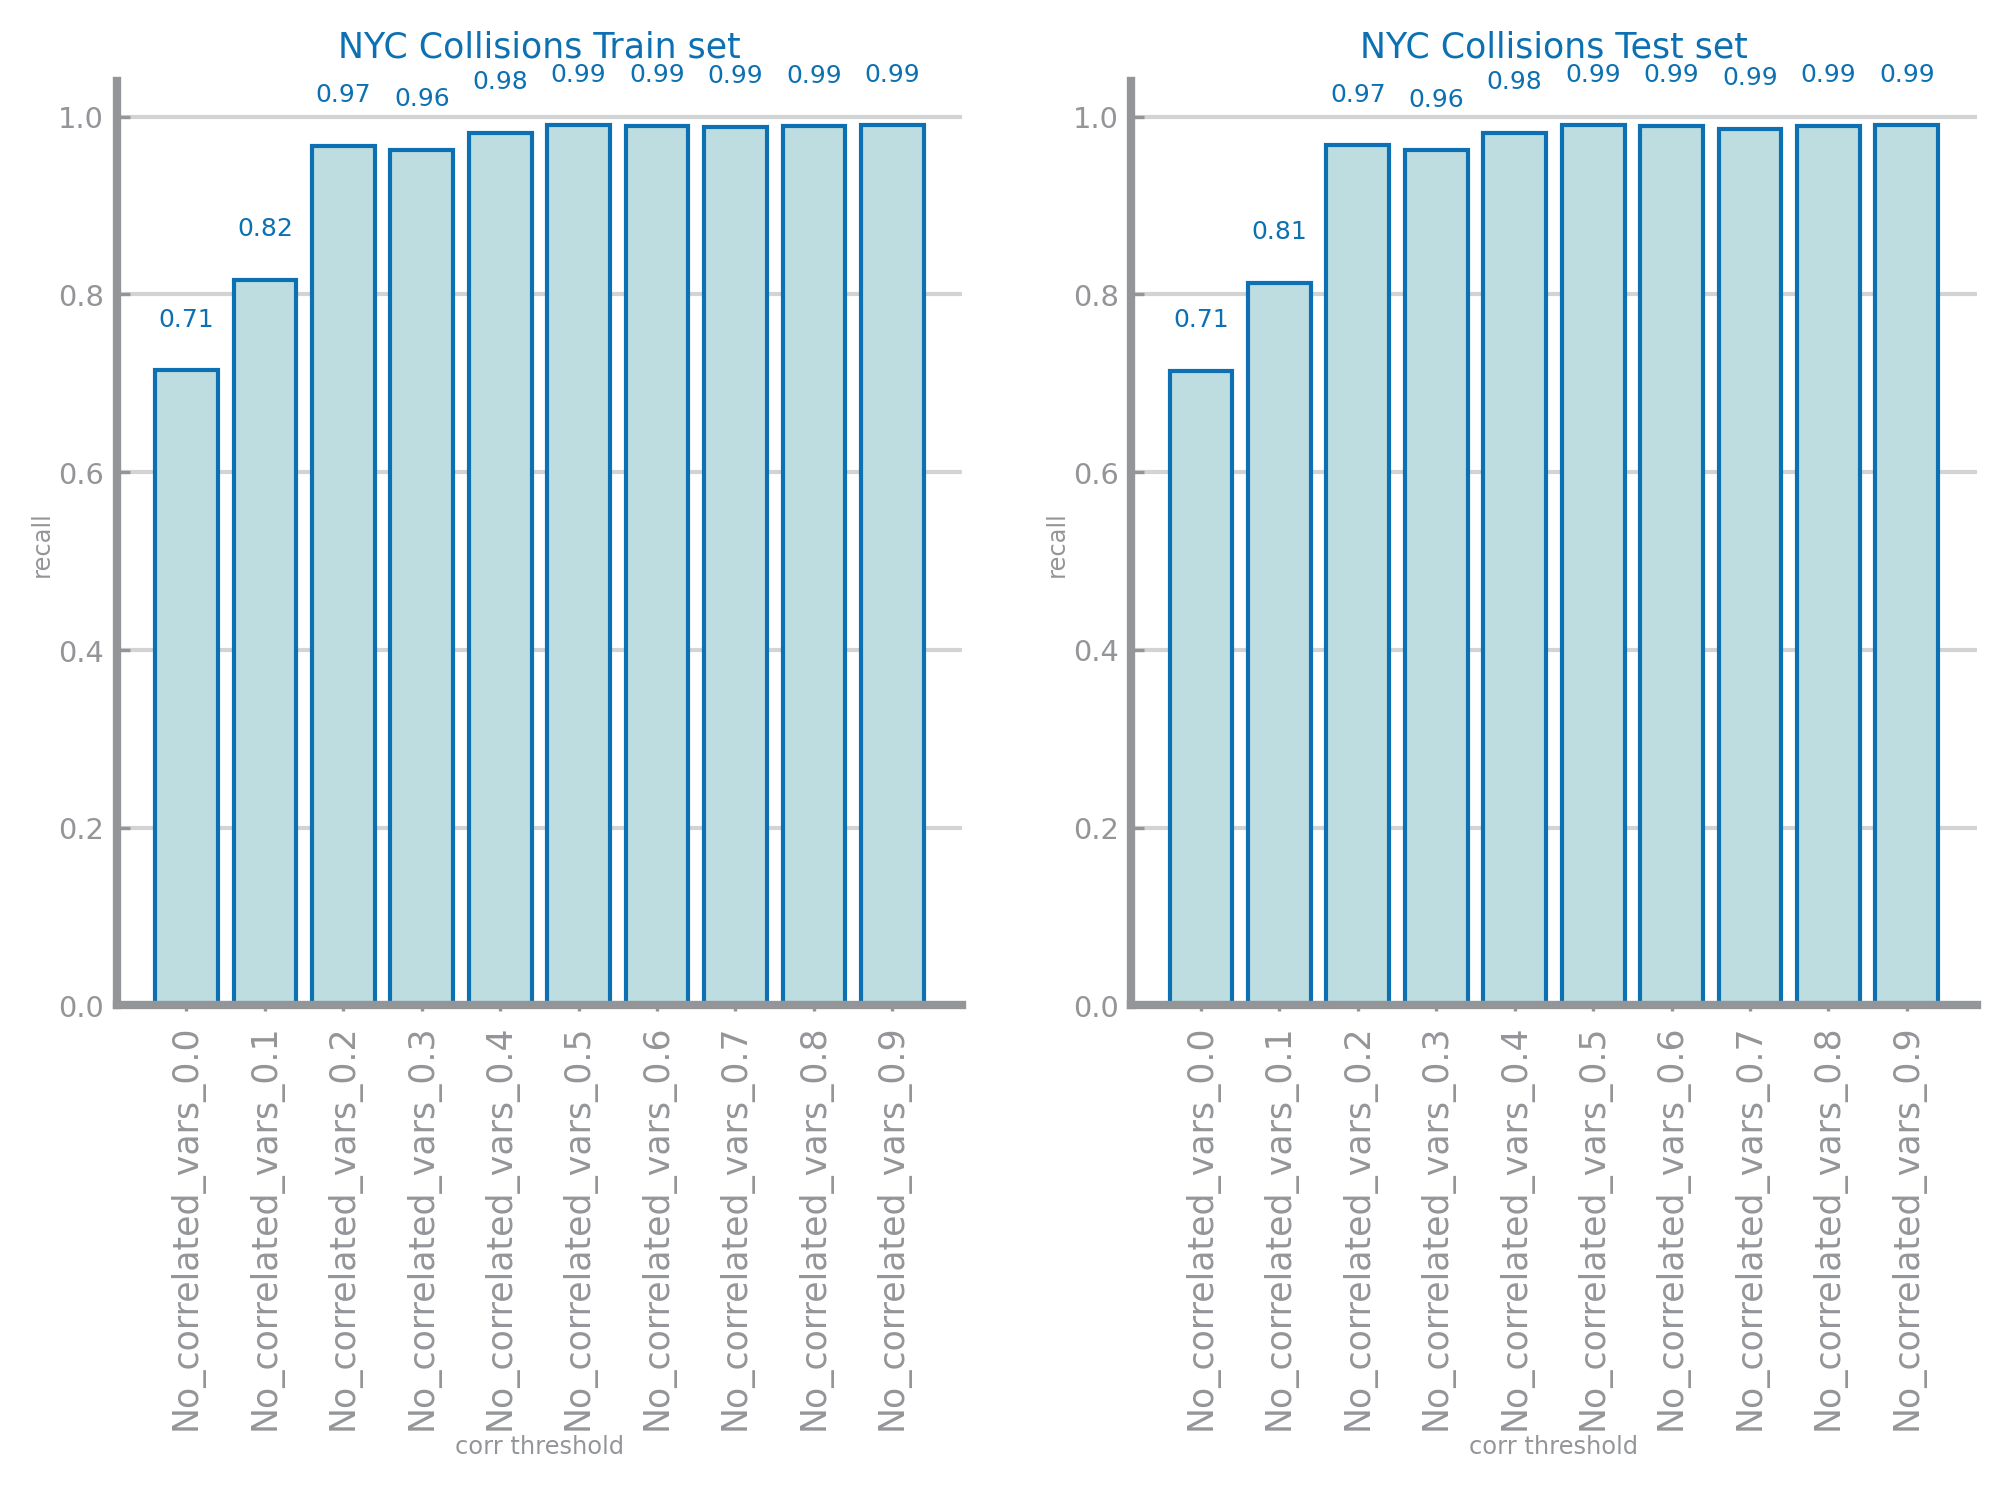 NYC Collisions Train set
0.71
0.82
0.97
0.96
0.98
0.99
0.99
0.99
0.99
0.99
1.0
0.8
0.6
0.4
0.2
0.0
recall
No_correlated_vars_0.0
No_correlated_vars_0.1
No_correlated_vars_0.2
No_correlated_vars_0.3
No_correlated_vars_0.4
No_correlated_vars_0.5
No_correlated_vars_0.6
No_correlated_vars_0.7
No_correlated_vars_0.8
No_correlated_vars_0.9
corr threshold
NYC Collisions Test set
0.71
0.81
0.97
0.96
0.98
0.99
0.99
0.99
0.99
0.99
1.0
0.8
0.6
0.4
0.2
0.0
recall
No_correlated_vars_0.0
No_correlated_vars_0.1
No_correlated_vars_0.2
No_correlated_vars_0.3
No_correlated_vars_0.4
No_correlated_vars_0.5
No_correlated_vars_0.6
No_correlated_vars_0.7
No_correlated_vars_0.8
No_correlated_vars_0.9
corr threshold